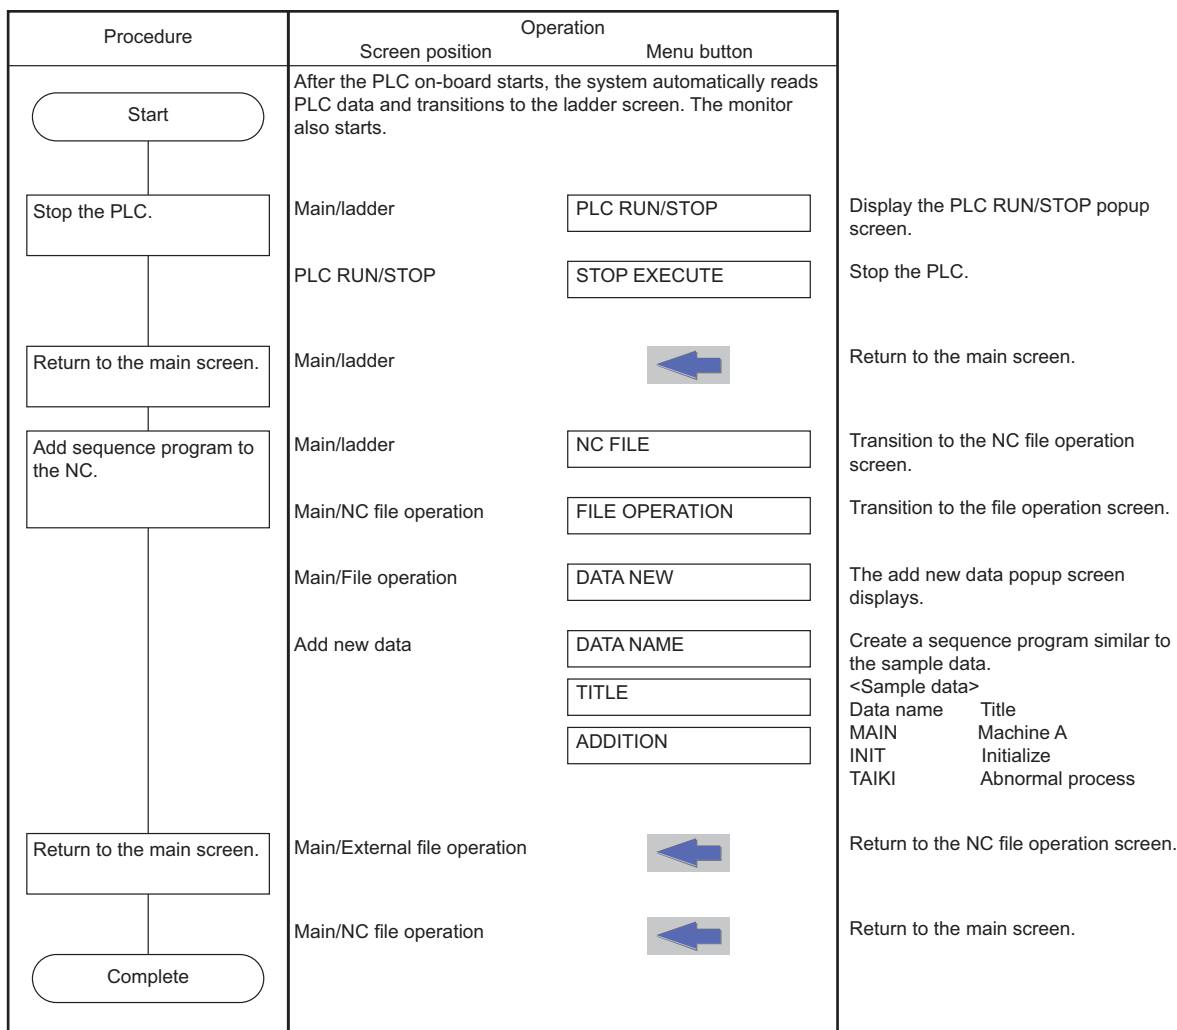 Procedure
Operation
Screen position Menu button
After the PLC on-board starts, the system automatically reads
PLC data and transitions to the ladder screen. The monitor
also starts.
Start
Stop the PLC.
Main/ladder
PLC RUN/STOP
Display the PLC RUN/STOP popup
screen.
PLC RUN/STOP
STOP EXECUTE
Stop the PLC.
Return to the main screen.
Main/ladder
Return to the main screen.
Add sequence program to
the NC.
Main/ladder
NC FILE
Transition to the NC file operation
screen.
Main/NC file operation
FILE OPERATION
Transition to the file operation screen.
Main/File operation
DATA NEW
The add new data popup screen
displays.
Add new data
DATA NAME
TITLE
ADDITION
Create a sequence program similar to
the sample data.
<Sample data>
Data name Title
MAIN Machine A
INIT Initialize
TAIKI Abnormal process
Return to the main screen.
Main/External file operation
Return to the NC file operation screen.
Main/NC file operation
Return to the main screen.
Complete